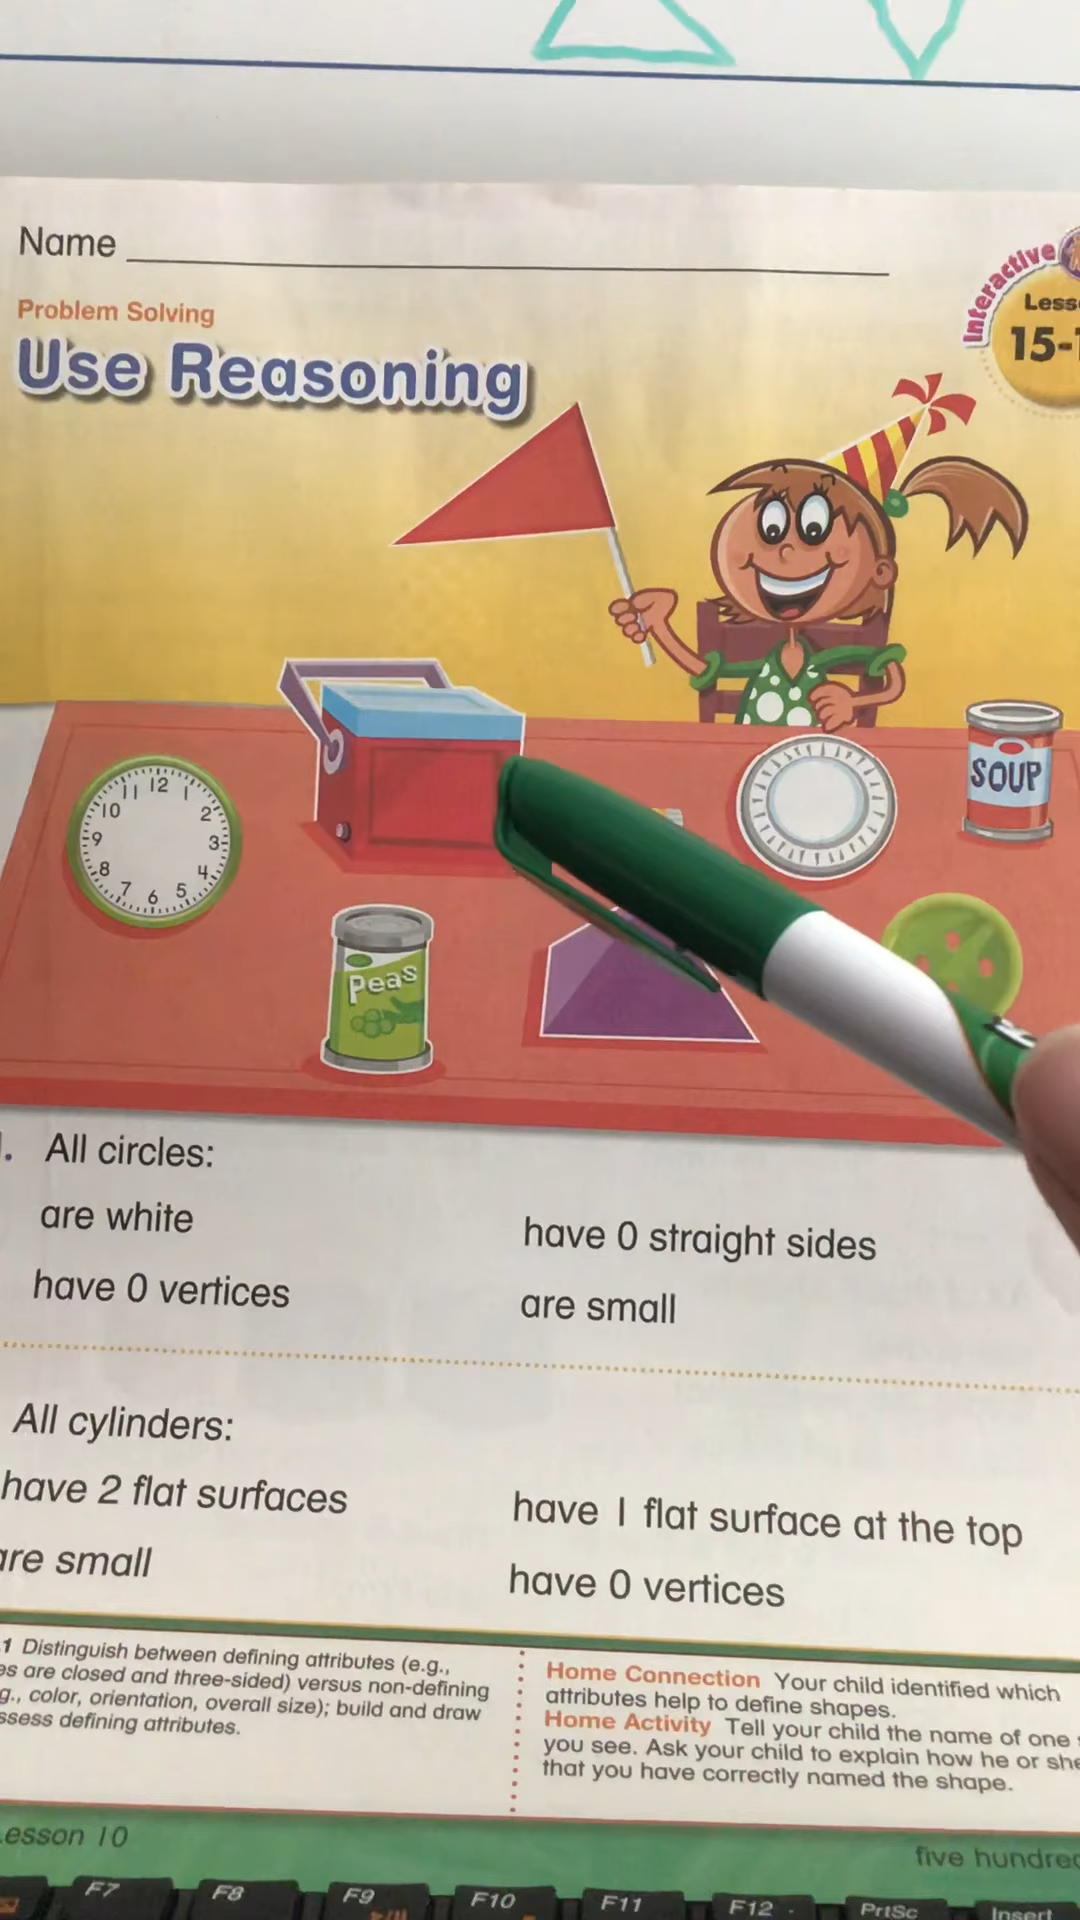 Name
Interactive
Problem Solving
Use Reasoning
15-1
12
11
1
10
2
9
3
8
4
7
6
5
SOUP
Peas
. All circles:
are white
have 0 straight sides
have 0 vertices
are small
All cylinders:
have 2 flat surfaces
have 1 flat surface at the top
are small
have 0 vertices
1 Distinguish between defining attributes (e.g.,
es are closed and three-sided) versus non-defining
g., color, orientation, overall size); build and draw
ssess defining attributes.
Home Connection Your child identified which
attributes help to define shapes.
Home Activity Tell your child the name of one
you see. Ask your child to explain how he or she
that you have correctly named the shape.
Lesson 10
five hundred
F7
F8
F9
F10
F11
F12
PrtSc
Insert